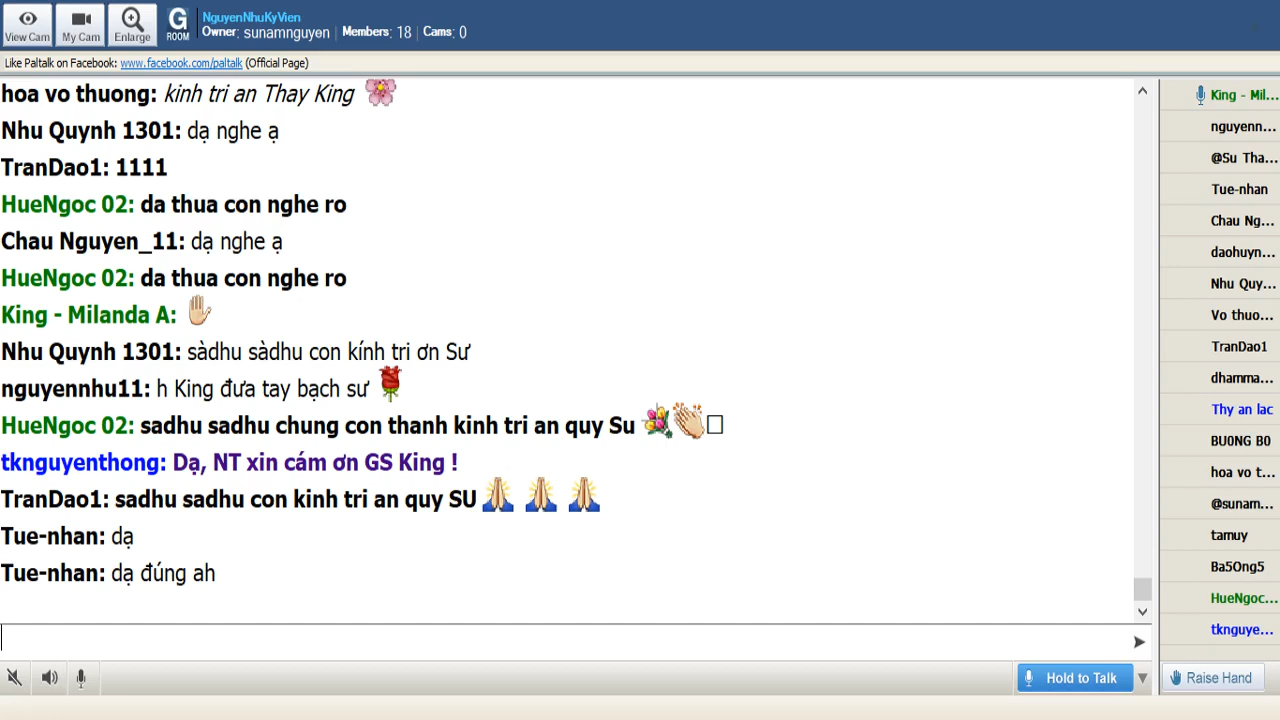 View Cam
My Cam
Enlarge
G
ROOM
NguyenNhuKyVien
Owner: sunamnguyen | Members: 18 | Cams: 0
Like Paltalk on Facebook: www.facebook.com/paltalk (Official Page)
hoa vo thuong: kinh tri an Thay King
Nhu Quynh 1301: dạ nghe ạ
TranDao1: 1111
HueNgoc 02: da thua con nghe ro
Chau Nguyen_11: dạ nghe ạ
HueNgoc 02: da thua con nghe ro
King - Milanda A:
Nhu Quynh 1301: sàdhu sàdhu con kính tri ơn Sư
nguyennhu11: h King đưa tay bạch sư
HueNgoc 02: sadhu sadhu chung con thanh kinh tri an quy Su
tknguyenthong: Dạ, NT xin cám ơn GS King !
TranDao1: sadhu sadhu con kinh tri an quy SU
Tue-nhan: dạ
Tue-nhan: dạ đúng ah
King - Mil...
nguyenn...
@Su Tha...
Tue-nhan
Chau Ng...
daohuyn...
Nhu Quy...
Vo thuo...
TranDao1
dhamma...
Thy an lac
BU0NG B0
hoa vo t...
@sunam...
tamuy
Ba5Ong5
HueNgoc...
tknguye...
Hold to Talk
Raise Hand